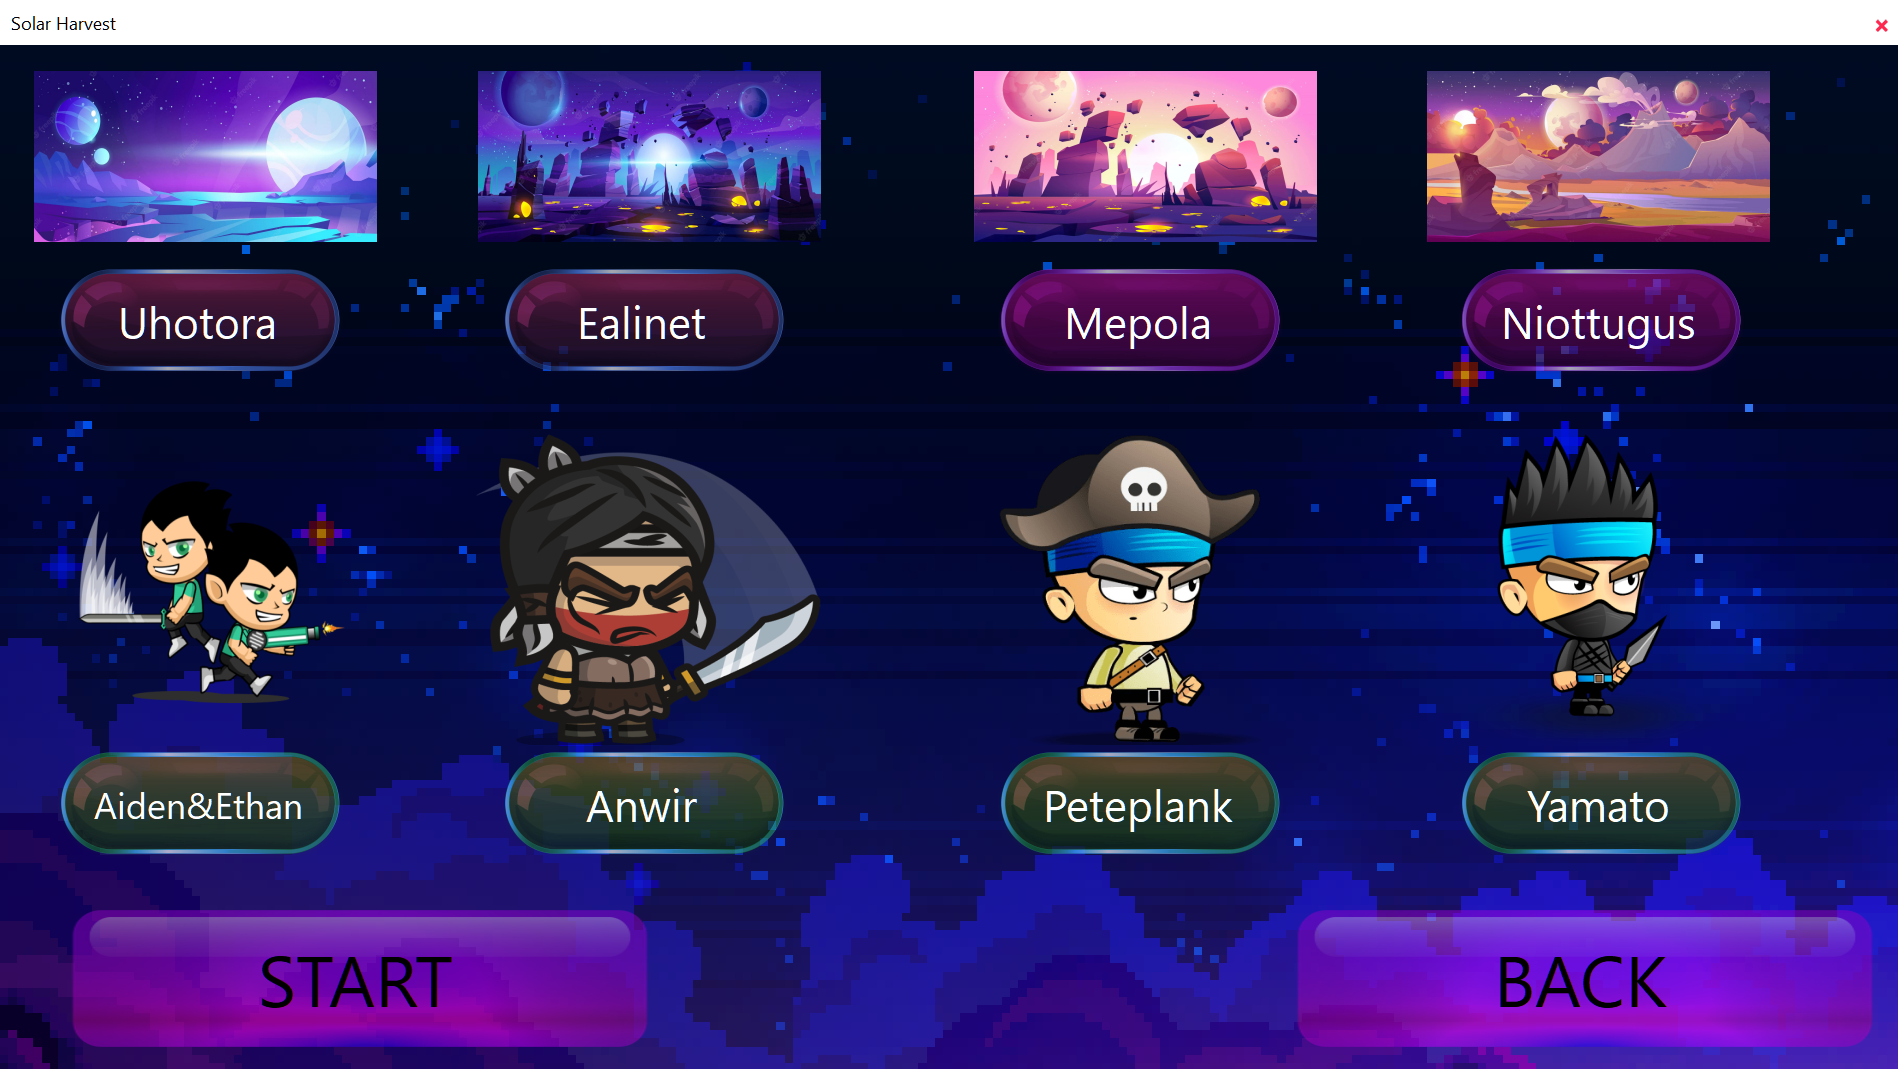 Solar Harvest
Uhotora
Ealinet
Mepola
Niottugus
Aiden&Ethan
Anwir
Peteplank
Yamato
START
BACK